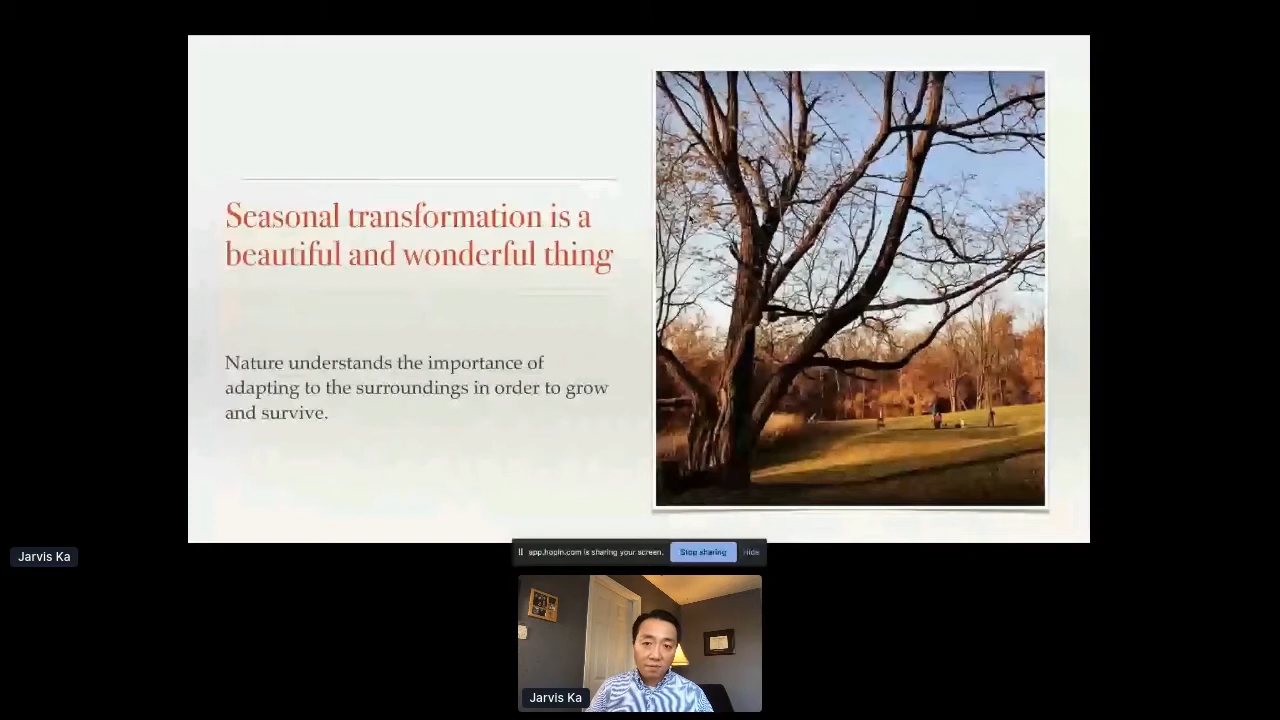 Seasonal transformation is a
beautiful and wonderful thing
Nature understands the importance of
adapting to the surroundings in order to grow
and survive.
Jarvis Ka
app.hopin.com is sharing your screen.
Stop sharing
Hide
Jarvis Ka